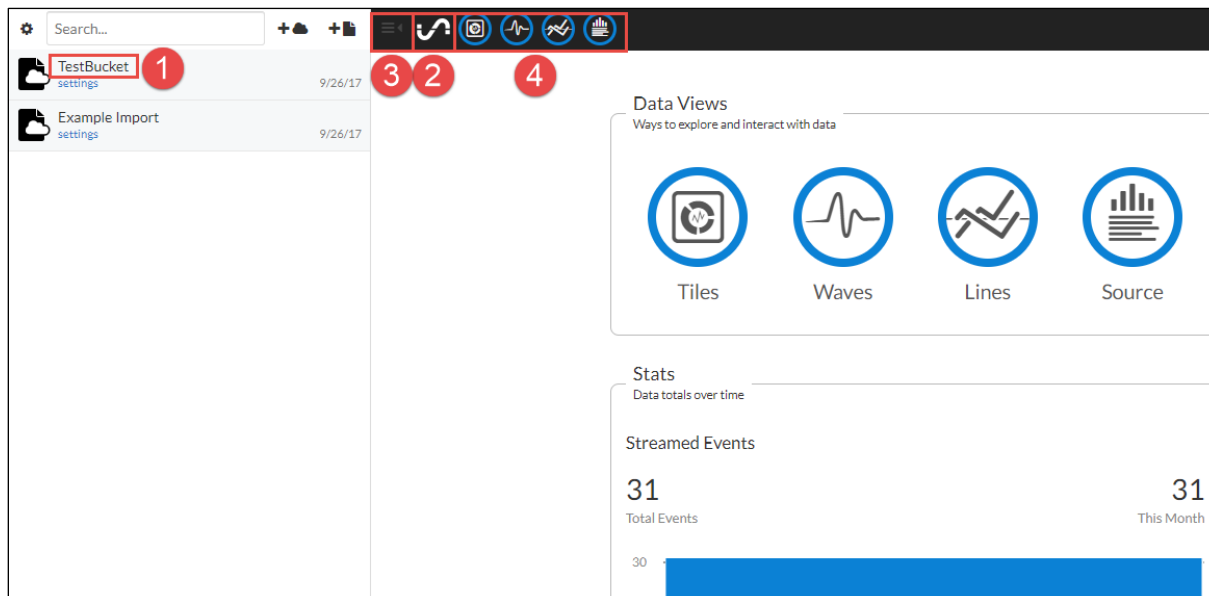 Search...
TestBucket
settings
9/26/17
1
Example Import
settings
9/26/17
3
2
4
Data Views
Ways to explore and interact with data
Tiles
Waves
Lines
Source
Stats
Data totals over time
Streamed Events
31
Total Events
31
This Month
30